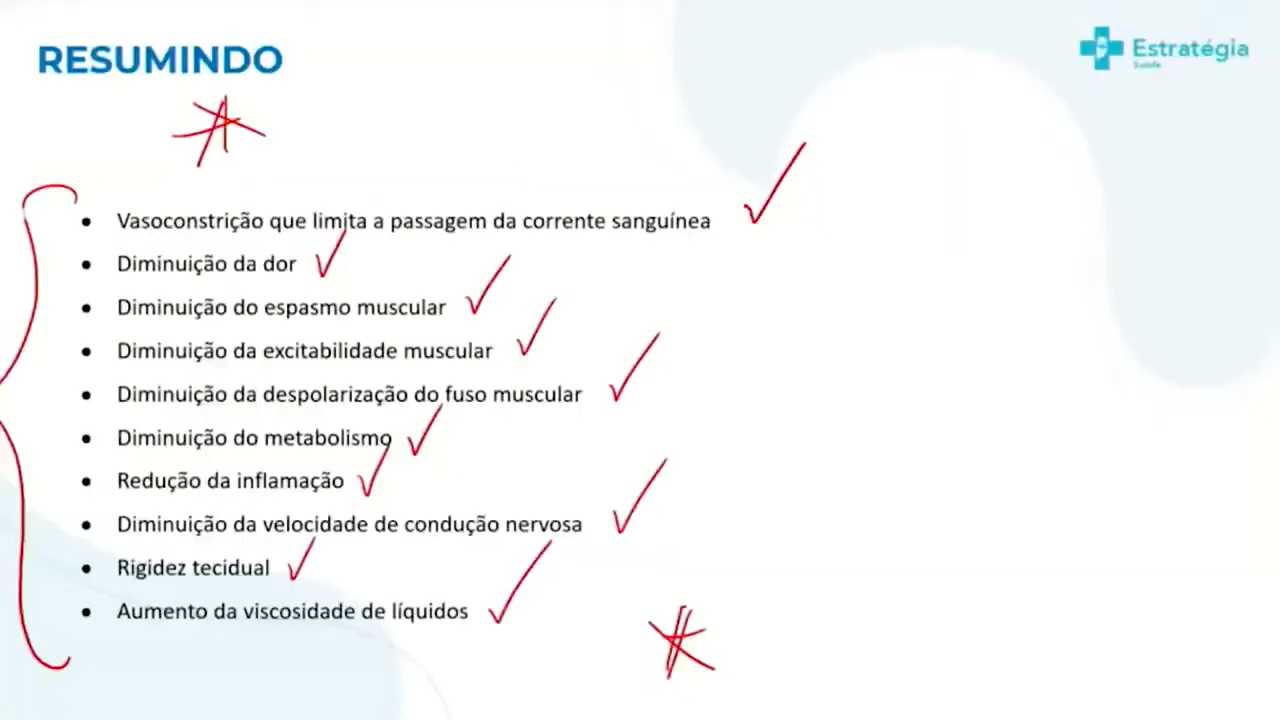 RESUMINDO
Estratégia
Saúde
• Vasoconstrição que limita a passagem da corrente sanguínea
• Diminuição da dor
• Diminuição do espasmo muscular
• Diminuição da excitabilidade muscular
• Diminuição da despolarização do fuso muscular
• Diminuição do metabolismo
• Redução da inflamação
• Diminuição da velocidade de condução nervosa
• Rigidez tecidual
• Aumento da viscosidade de líquidos